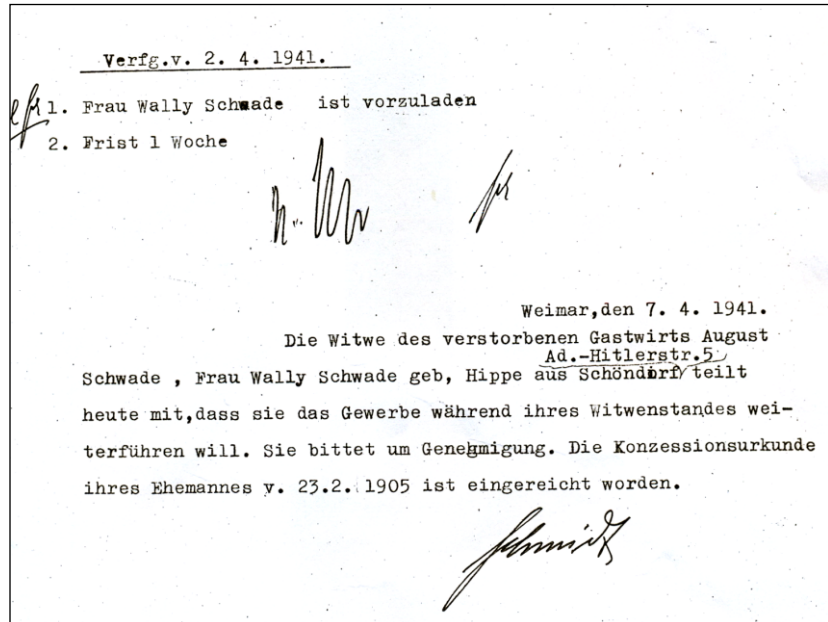 Verfg.v. 2. 4. 1941.
1. Frau Wally Schwade ist vorzuladen
2. Frist 1 Woche
Weimar,den 7. 4. 1941.
Die Witwe des verstorbenen Gastwirts August
Ad.-Hitlerstr.5
Schwade , Frau Wally Schwade geb, Hippe aus Schöndorf teilt
heute mit,dass sie das Gewerbe während ihres Witwenstandes wei-
terführen will. Sie bittet um Genehmigung. Die Konzessionsurkunde
ihres Ehemannes v. 23.2. 1905 ist eingereicht worden.
Schmidt